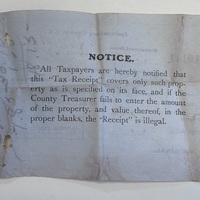 NOTICE.
"All Taxpayers are hereby notified that
this "Tax Receipt" covers only such prop-
erty as is specified on its face, and if the
County Treasurer fails to enter the amount
of the property, and value thereof, in the
proper blanks, the "Receipt" is illegal.